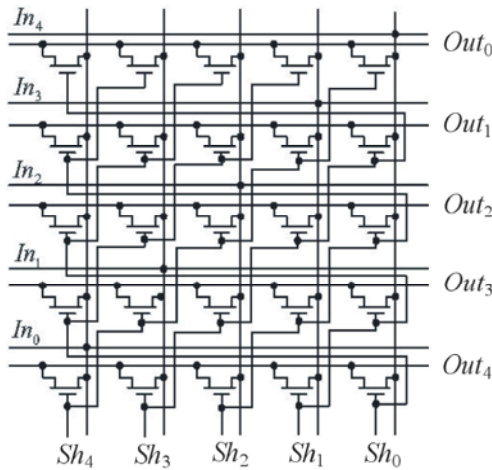 In4
Out0
In3
Out1
In2
Out2
In1
Out3
In0
Out4
Sh4 Sh3 Sh2 Sh1 Sh0